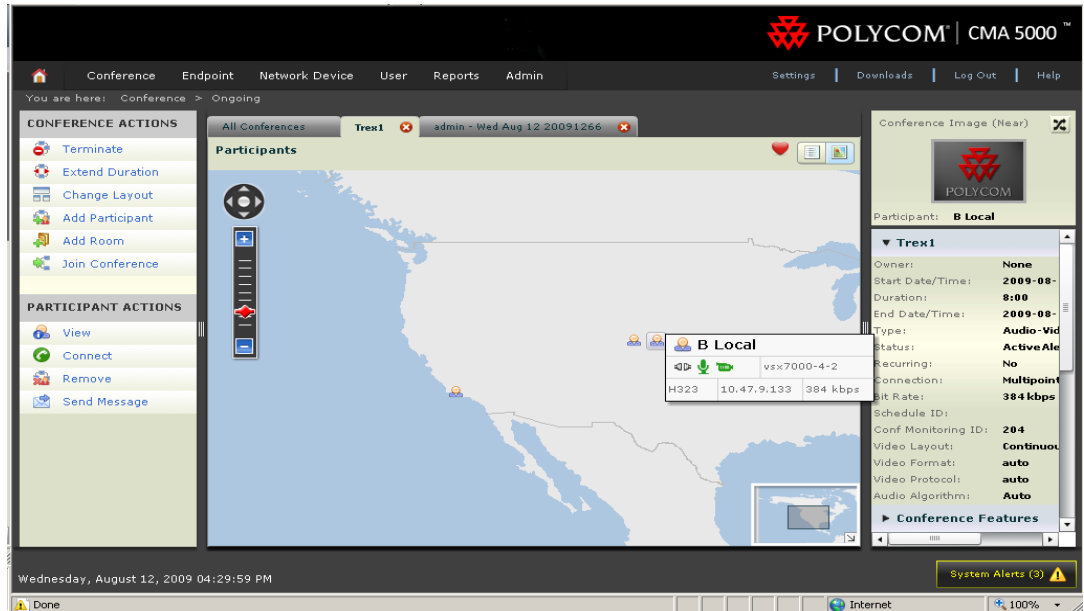 POLYCOM® | CMA 5000 ™
Conference Endpoint Network Device User Reports Admin
Settings | Downloads | Log Out | Help
You are here: Conference > Ongoing
CONFERENCE ACTIONS
Terminate
Extend Duration
Change Layout
Add Participant
Add Room
Join Conference
PARTICIPANT ACTIONS
View
Connect
Remove
Send Message
All Conferences
Trex1
admin - Wed Aug 12 20091266
Participants
B Local
vsx7000-4-2
H323 10.47.9.133 384 kbps
Conference Image (Near)
POLYCOM
Participant: B Local
Trex1
Owner: None
Start Date/Time: 2009-08-
Duration: 8:00
End Date/Time: 2009-08-
Type: Audio-Vid
Status: ActiveAle
Recurring: No
Connection: Multipoint
Bit Rate: 384 kbps
Schedule ID:
Conf Monitoring ID: 204
Video Layout: Continuou
Video Format: auto
Video Protocol: auto
Audio Algorithm: Auto
Conference Features
Wednesday, August 12, 2009 04:29:59 PM
System Alerts (3)
Done
Internet
100%